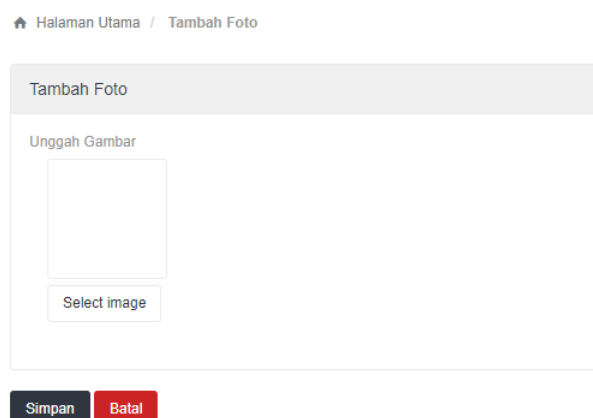 Halaman Utama / Tambah Foto
Tambah Foto
Unggah Gambar
Select image
Simpan Batal